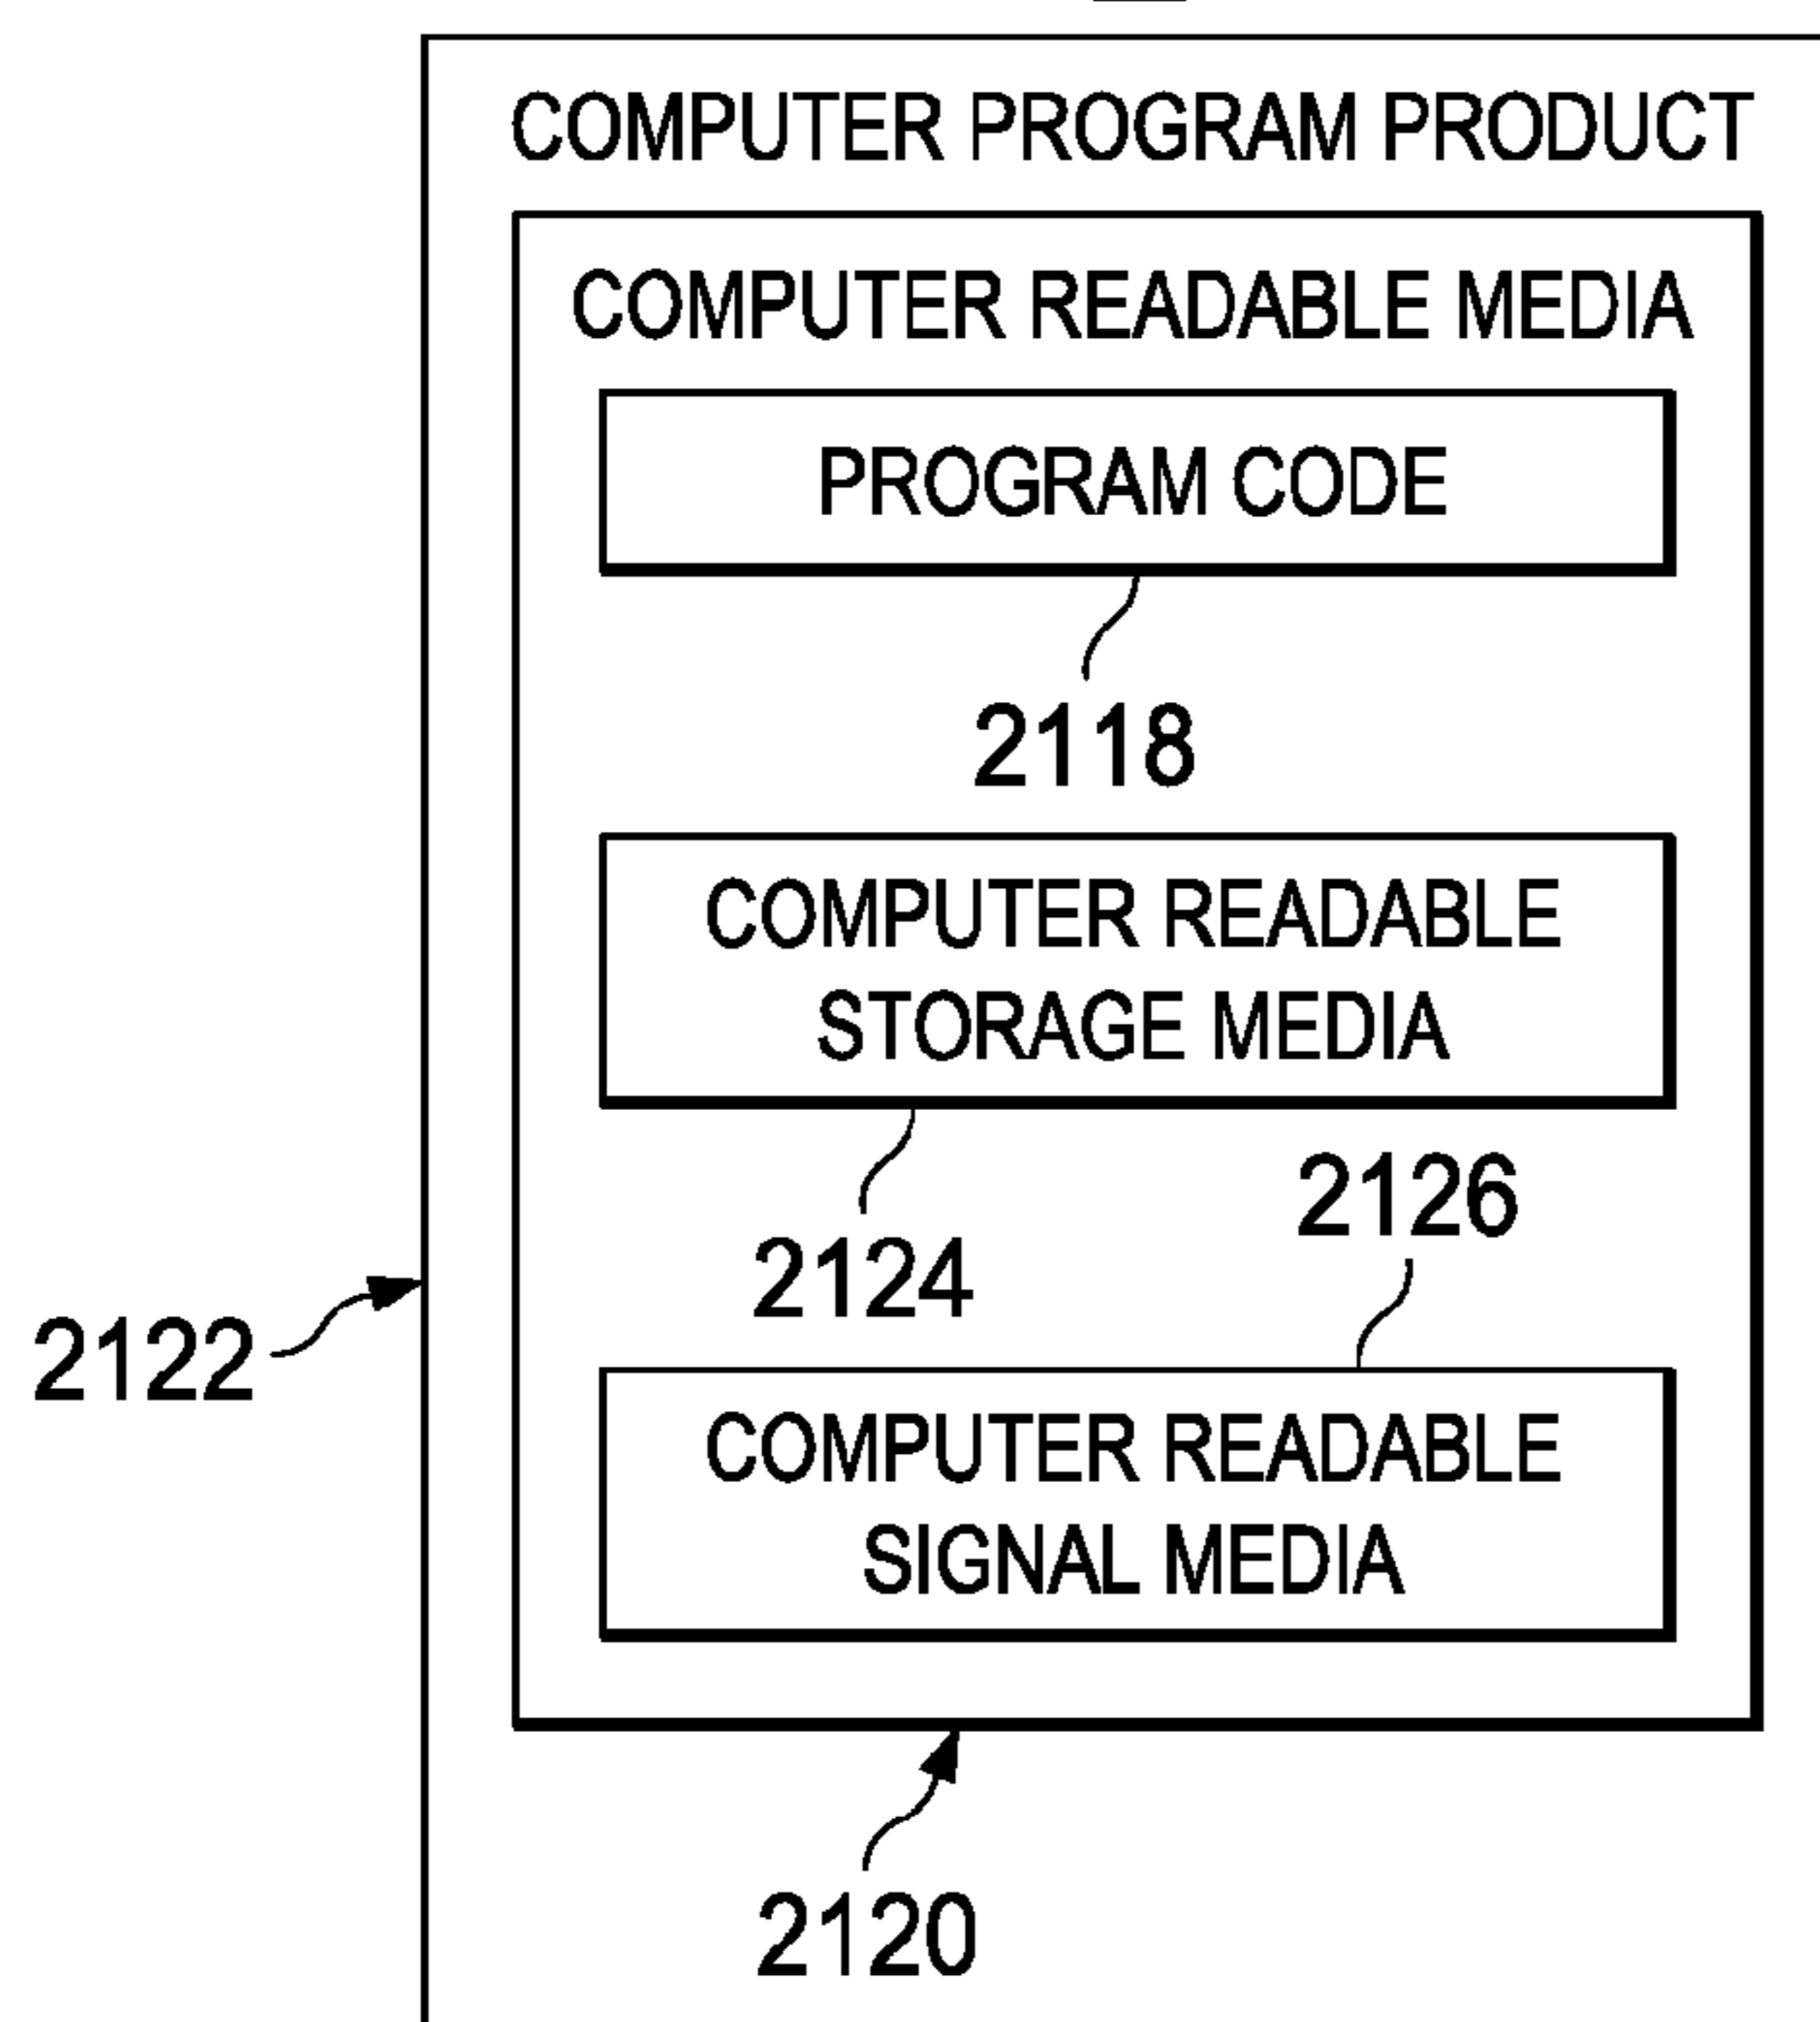 COMPUTER PROGRAM PRODUCT
COMPUTER READABLE MEDIA
PROGRAM CODE
2118
COMPUTER READABLE
STORAGE MEDIA
2124
2126
2122
COMPUTER READABLE
SIGNAL MEDIA
2120